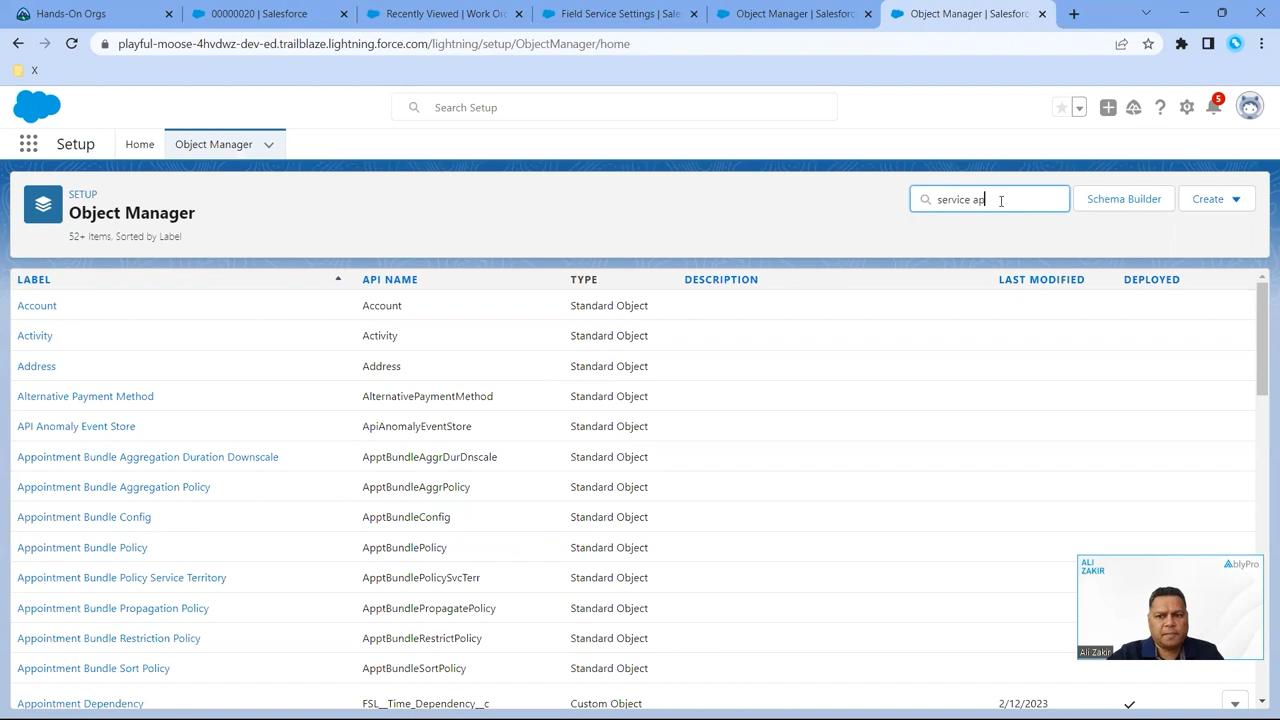 Hands-On Orgs
00000020 | Salesforce
Recently Viewed | Work Or
Field Service Settings | Sales
Object Manager | Salesforce
Object Manager | Salesforce
playful-moose-4hvdwz-dev-ed.trailblaze.lightning.force.com/lightning/setup/ObjectManager/home
X
Search Setup
5
Setup
Home
Object Manager
SETUP
Object Manager
52+ Items, Sorted by Label
service ap
Schema Builder
Create
LABEL API NAME TYPE DESCRIPTION LAST MODIFIED DEPLOYED
Account Account Standard Object
Activity Activity Standard Object
Address Address Standard Object
Alternative Payment Method AlternativePaymentMethod Standard Object
API Anomaly Event Store ApiAnomalyEventStore Standard Object
Appointment Bundle Aggregation Duration Downscale ApptBundleAggrDurDnscale Standard Object
Appointment Bundle Aggregation Policy ApptBundleAggrPolicy Standard Object
Appointment Bundle Config ApptBundleConfig Standard Object
Appointment Bundle Policy ApptBundlePolicy Standard Object
Appointment Bundle Policy Service Territory ApptBundlePolicySvcTerr Standard Object
Appointment Bundle Propagation Policy ApptBundlePropagatePolicy Standard Object
Appointment Bundle Restriction Policy ApptBundleRestrictPolicy Standard Object
Appointment Bundle Sort Policy ApptBundleSortPolicy Standard Object
Appointment Dependency FSL__Time_Dependency__c Custom Object 2/12/2023
ALI
ZAKIR
AblyPro
Ali Zakir